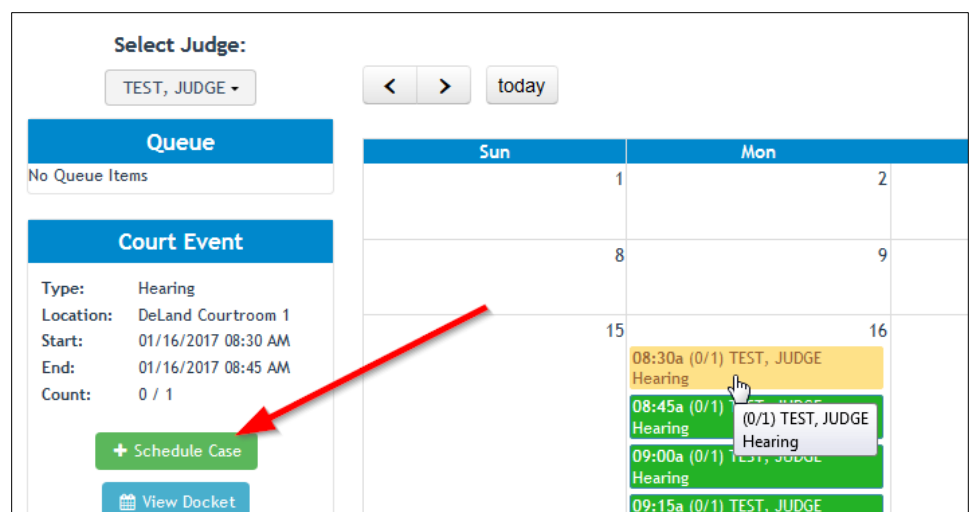 Select Judge:
TEST, JUDGE
Queue
No Queue Items
Court Event
Type: Hearing
Location: DeLand Courtroom 1
Start: 01/16/2017 08:30 AM
End: 01/16/2017 08:45 AM
Count: 0 / 1
+ Schedule Case
View Docket
< > today
Sun Mon
1 2
8 9
15 16
08:30a (0/1) TEST, JUDGE
Hearing
08:45a (0/1)
Hearing
(0/1) TEST, JUDGE
Hearing
09:00a (0/1) TEST, JUDGE
Hearing
09:15a (0/1) TEST, JUDGE